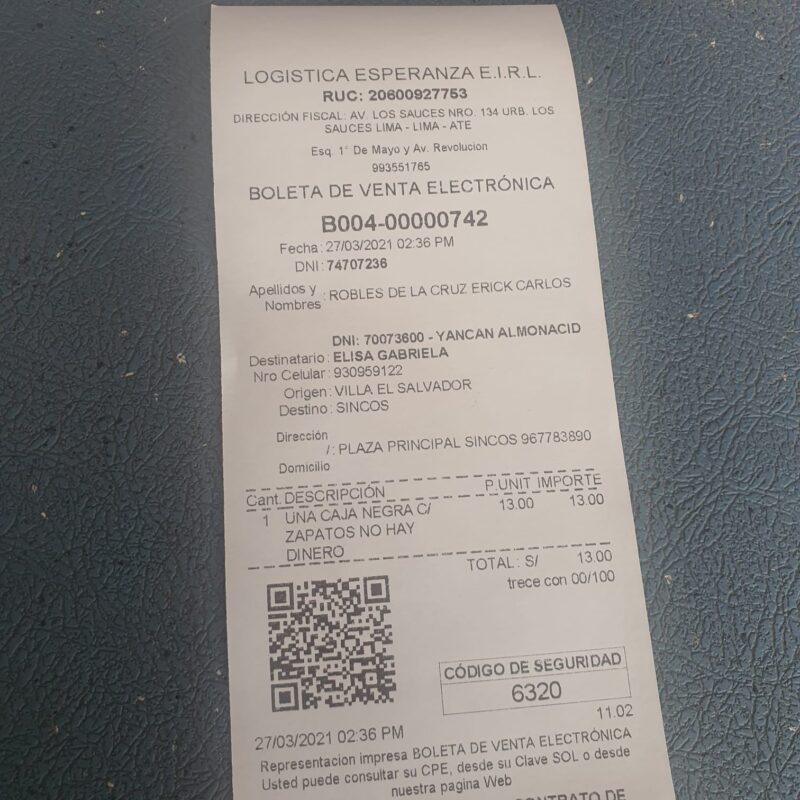 LOGISTICA ESPERANZA E.I.R.L.
RUC: 20600927753
DIRECCIÓN FISCAL: AV. LOS SAUCES NRO. 134 URB. LOS
SAUCES LIMA - LIMA - ATE
Esq. 1° De Mayo y Av. Revolucion
993551765
BOLETA DE VENTA ELECTRÓNICA
B004-00000742
Fecha : 27/03/2021 02:36 PM
DNI : 74707236
Apellidos y
Nombres : ROBLES DE LA CRUZ ERICK CARLOS
DNI: 70073600 - YANCAN ALMONACID
Destinatario : ELISA GABRIELA
Nro Celular : 930959122
Origen : VILLA EL SALVADOR
Destino : SINCOS
Dirección
/: PLAZA PRINCIPAL SINCOS 967783890
Domicilio
Cant. DESCRIPCIÓN P.UNIT IMPORTE
1 UNA CAJA NEGRA C/ 13.00 13.00
ZAPATOS NO HAY
DINERO
TOTAL : S/ 13.00
trece con 00/100
CÓDIGO DE SEGURIDAD
6320
11.02
27/03/2021 02:36 PM
Representacion impresa BOLETA DE VENTA ELECTRÓNICA
Usted puede consultar su CPE, desde su Clave SOL o desde
nuestra pagina Web
CONTRATO DE